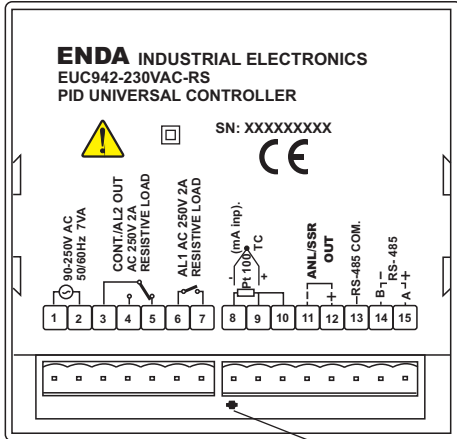 ENDA INDUSTRIAL ELECTRONICS
EUC942-230VAC-RS
PID UNIVERSAL CONTROLLER
SN: XXXXXXXXX
CE
90-250V AC
50/60Hz 7VA
CONT./AL2 OUT
AC 250V 2A
RESISTIVE LOAD
AL1 AC 250V 2A
RESISTIVE LOAD
- Pt 100 +
(mA inp).
TC
ANL/SSR
OUT
+
RS-485 COM.
B
RS- 485
A +
1 2 3 4 5 6 7 8 9 10 11 12 13 14 15